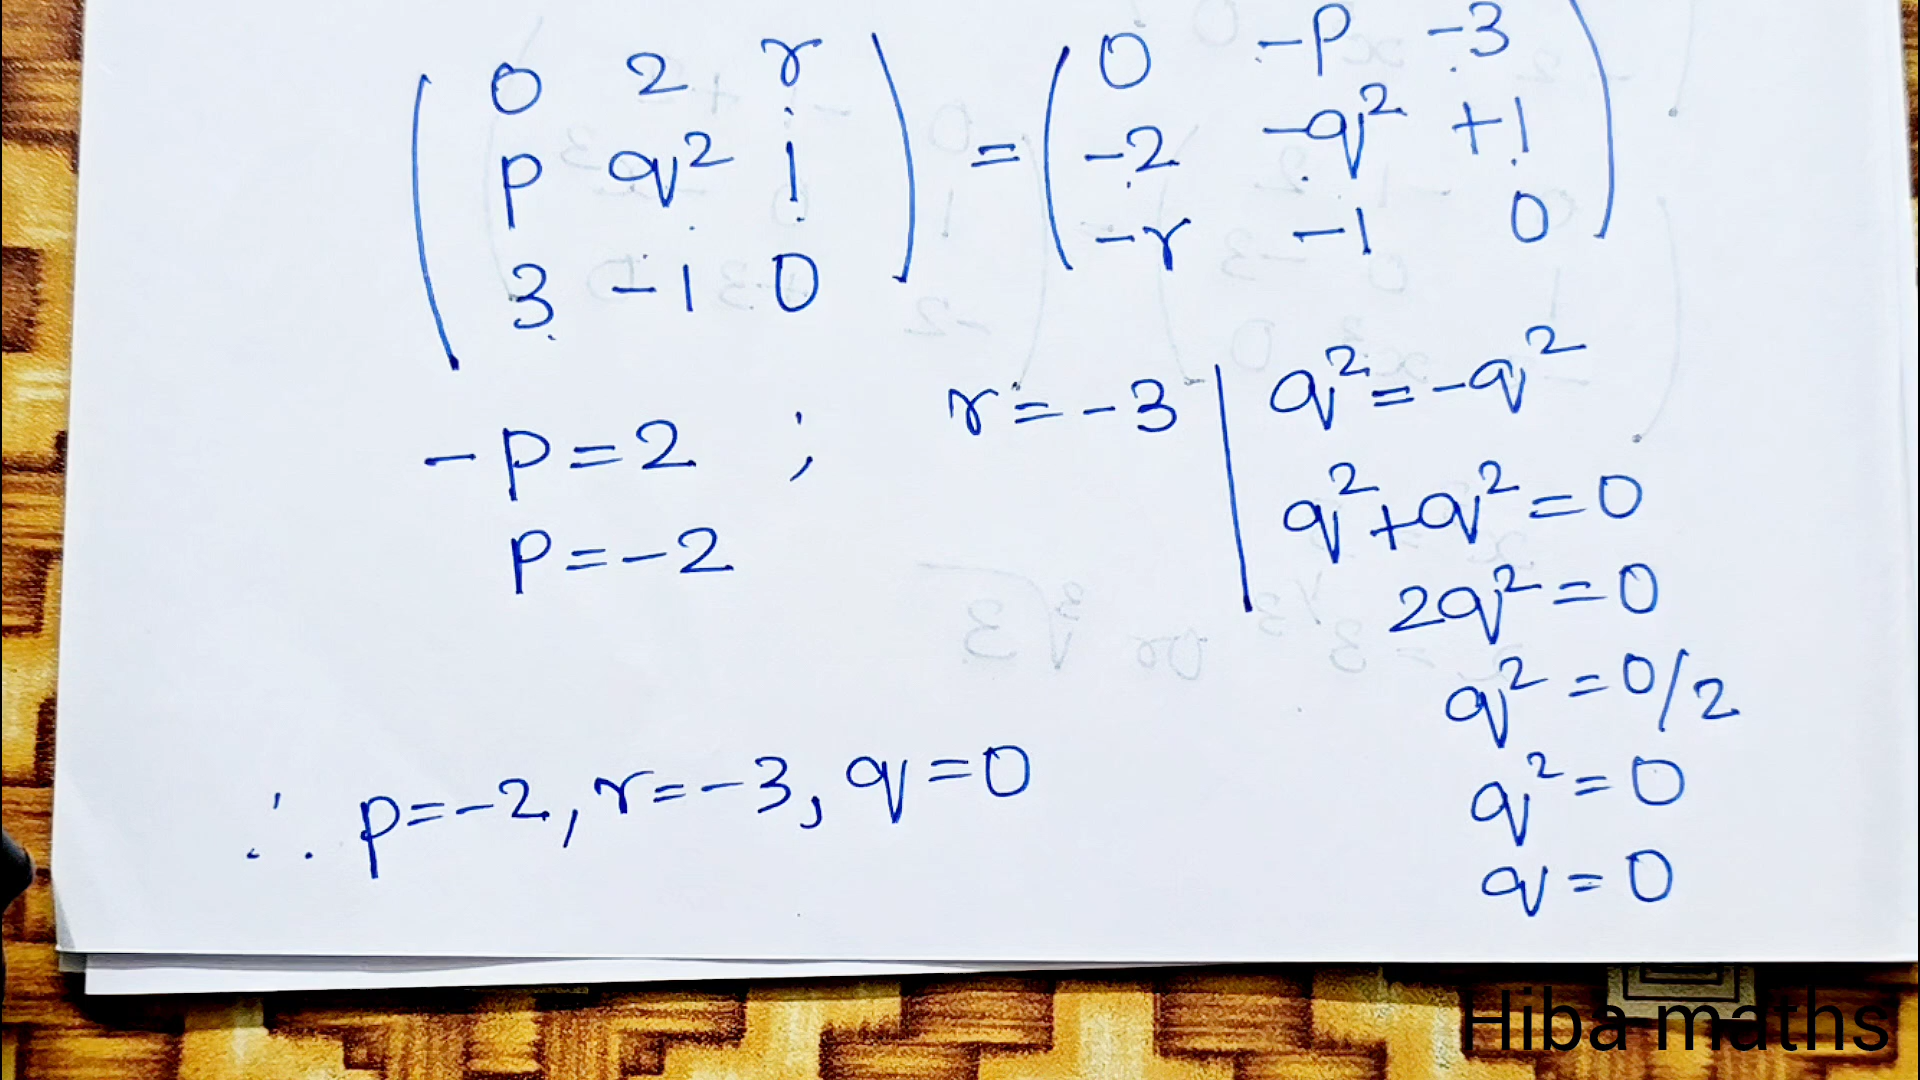 ( 0 2 r ) = ( 0 -p -3 )
( p q² 1 ) ( -2 -q² +1 )
( 3 -1 0 ) ( -r -1 0 )
-p = 2 ;
p = -2
r = -3
q² = -q²
q² + q² = 0
2q² = 0
q² = 0/2
q² = 0
q = 0
∴ p = -2, r = -3, q = 0
Hiba maths